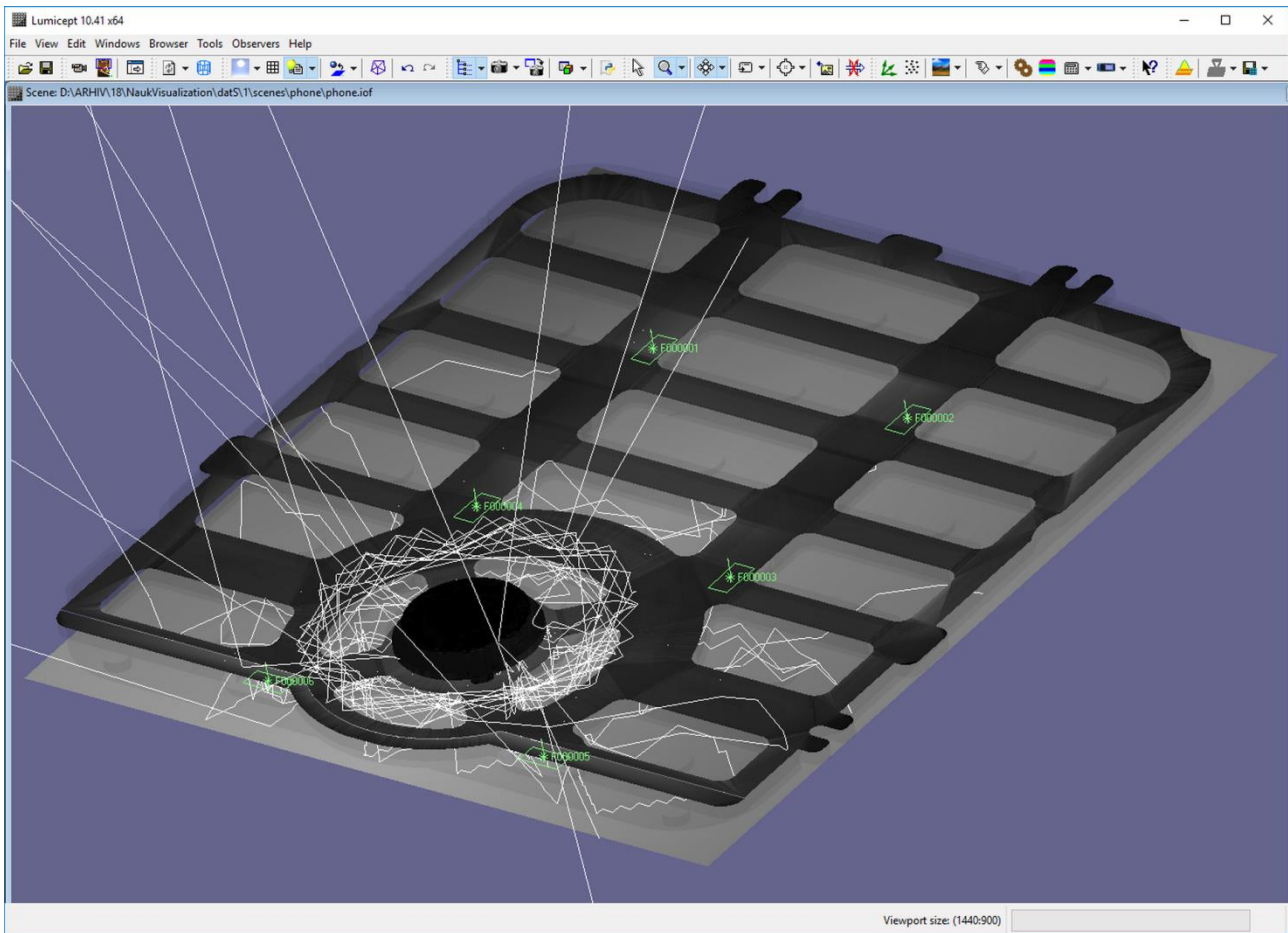 Lumicept 10.41 x64
File View Edit Windows Browser Tools Observers Help
Scene: D:\ARHIV\18\NaukVisualization\datS\1\scenes\phone\phone.iof
F000001
F000002
F000004
F000003
F000006
F000005
Viewport size: (1440:900)